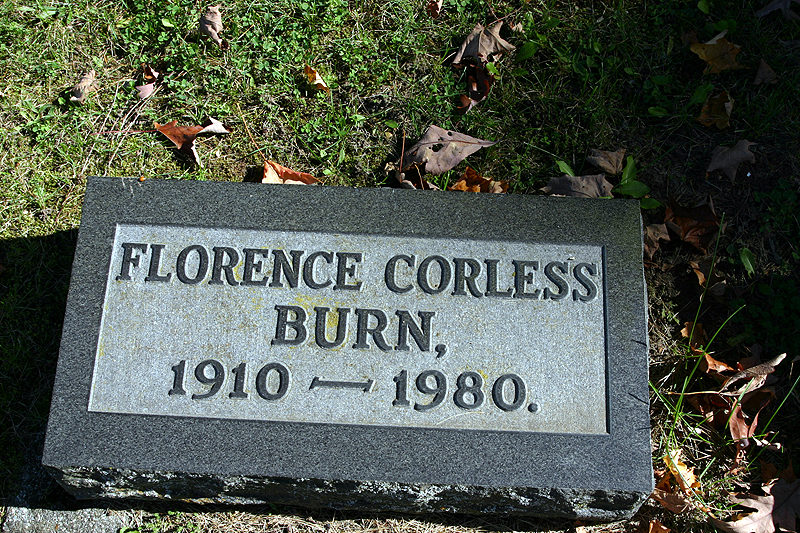 FLORENCE CORLESS
BURN,
1910 — 1980.